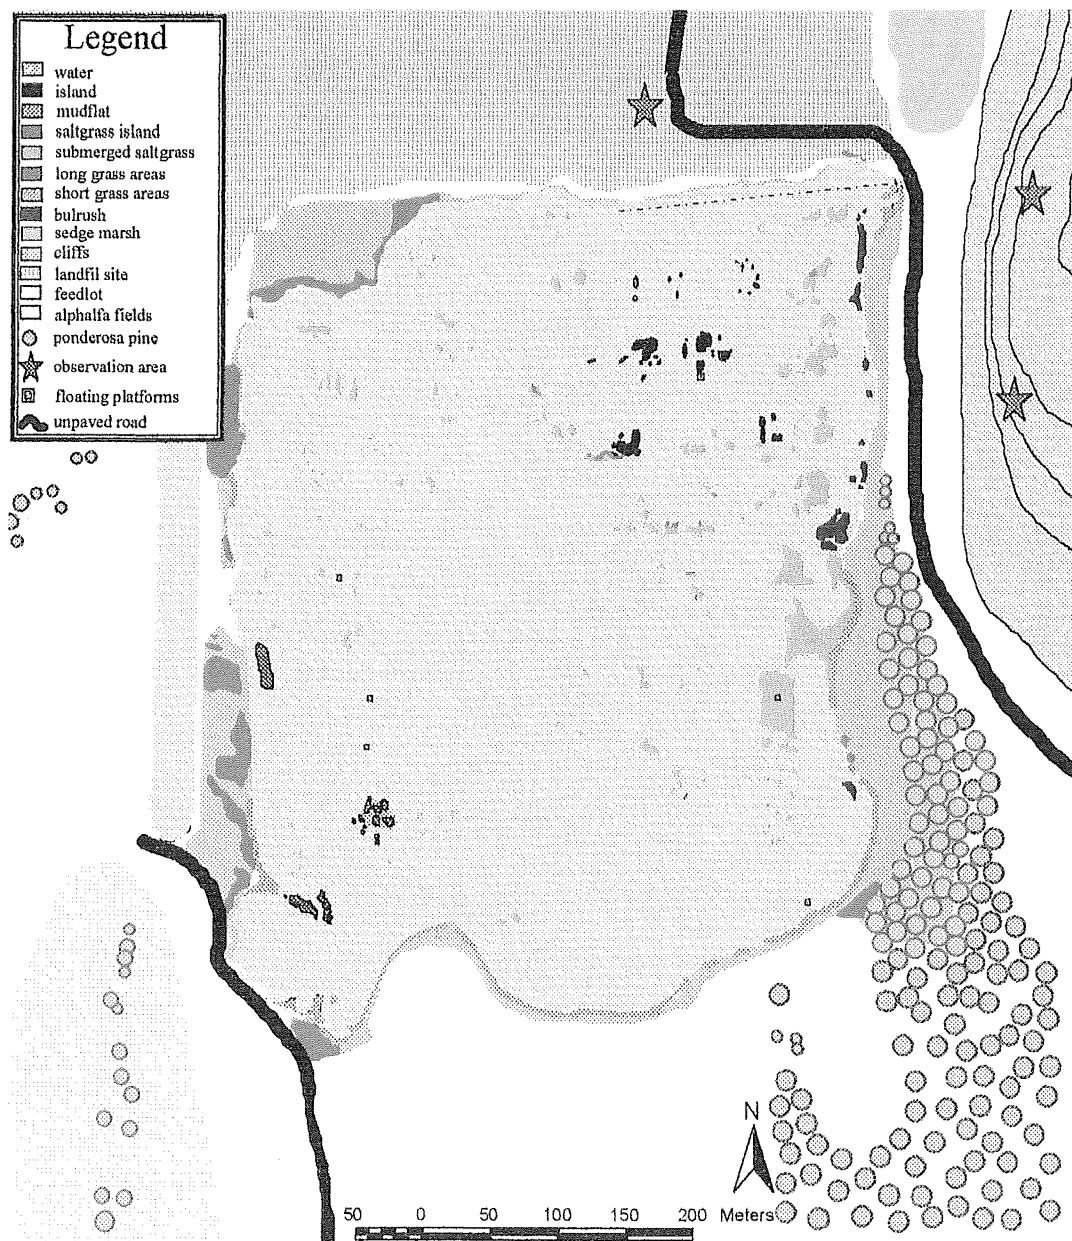 Legend
water
island
mudflat
saltgrass island
submerged saltgrass
long grass areas
short grass areas
bulrush
sedge marsh
cliffs
landfil site
feedlot
alphalfa fields
ponderosa pine
observation area
floating platforms
unpaved road
N
50 0 50 100 150 200 Meters